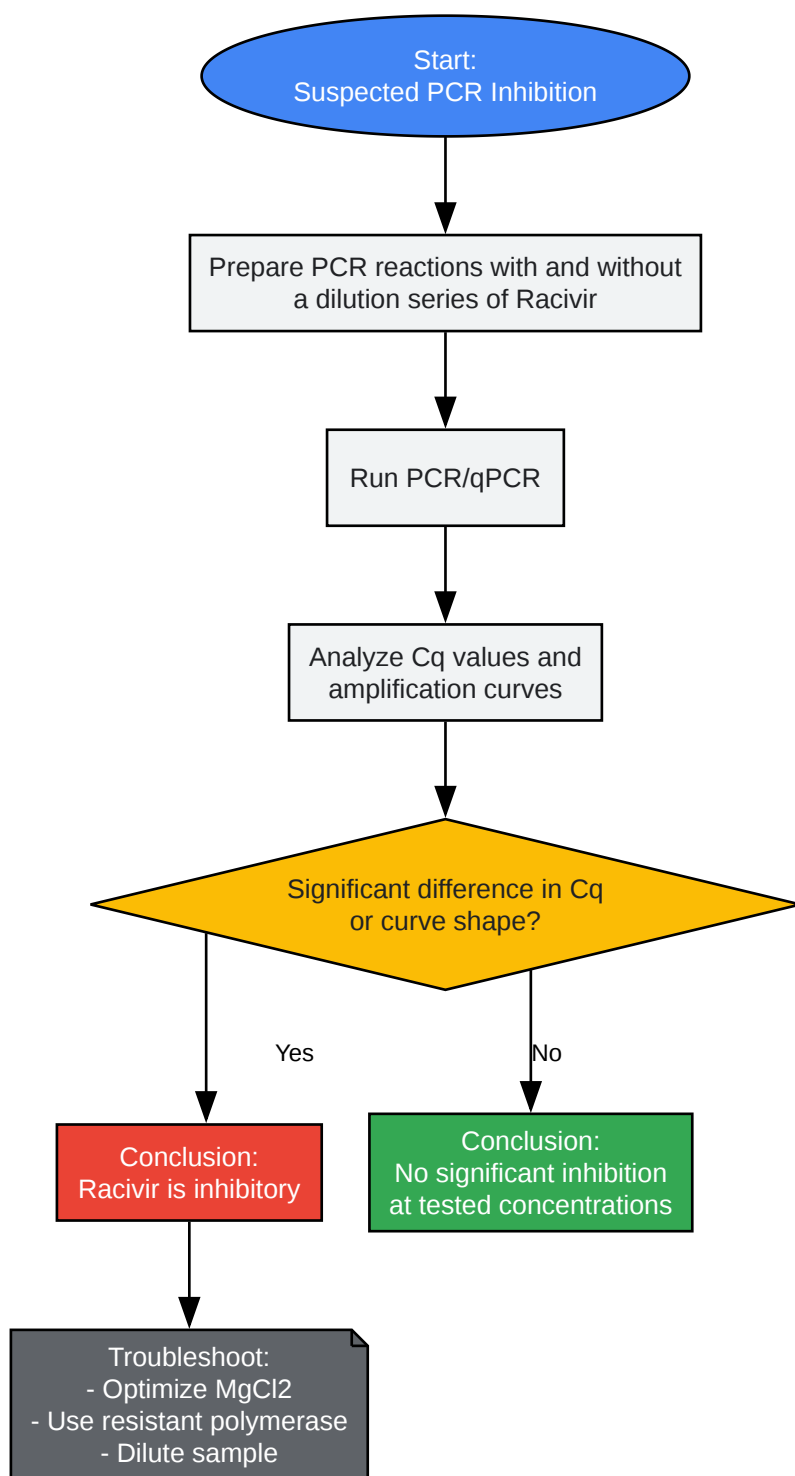 Start:
Suspected PCR Inhibition
Prepare PCR reactions with and without
a dilution series of Racivir
Run PCR/qPCR
Analyze Cq values and
amplification curves
Significant difference in Cq
or curve shape?
Yes
No
Conclusion:
Racivir is inhibitory
Conclusion:
No significant inhibition
at tested concentrations
Troubleshoot:
- Optimize MgCl2
- Use resistant polymerase
- Dilute sample